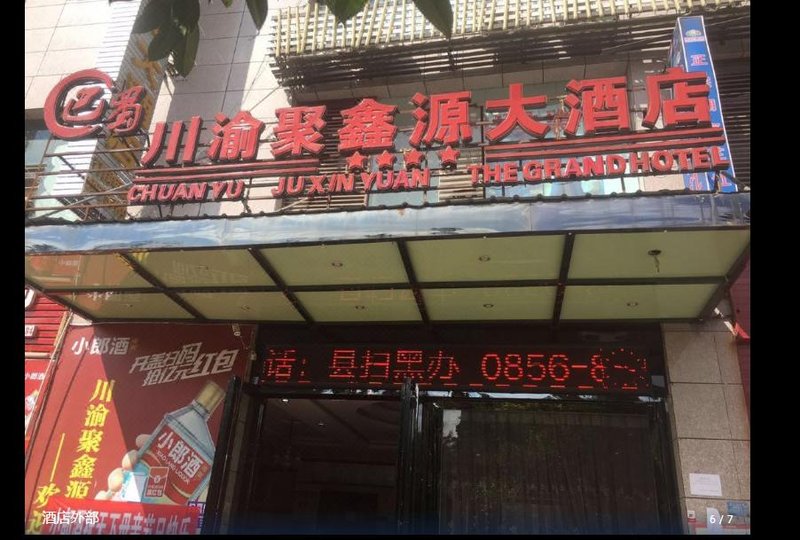 巴蜀
川渝聚鑫源大酒店
CHUAN YU JU XIN YUAN THE GRAND HOTEL
正
话：县扫黑办 0856-8
小郎酒
开盖扫码
抢亿元红包
川渝聚鑫源
小郎酒
酒店外部
6 / 7